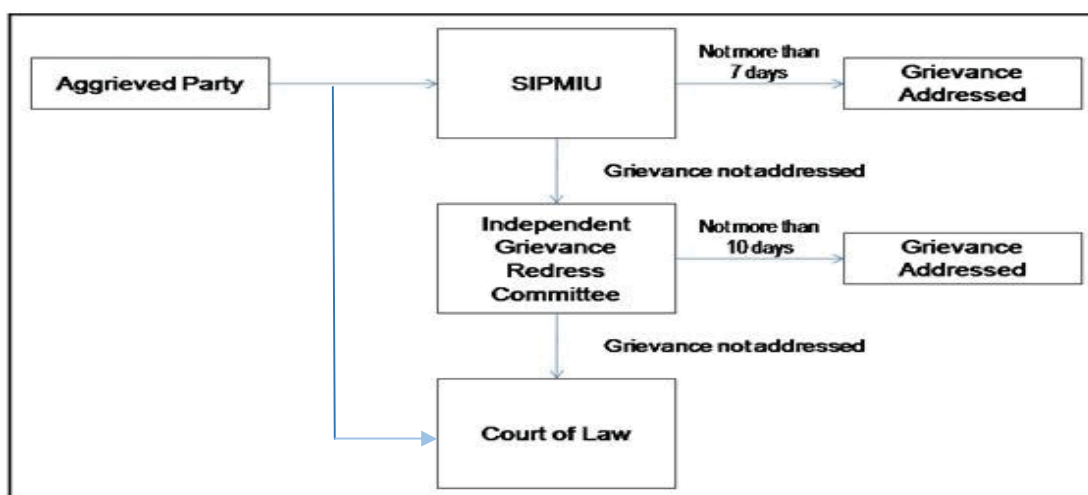 Aggrieved Party
SIPMIU
Not more than
7 days
Grievance
Addressed
Grievance not addressed
Independent
Grievance
Redress
Committee
Not more than
10 days
Grievance
Addressed
Grievance not addressed
Court of Law